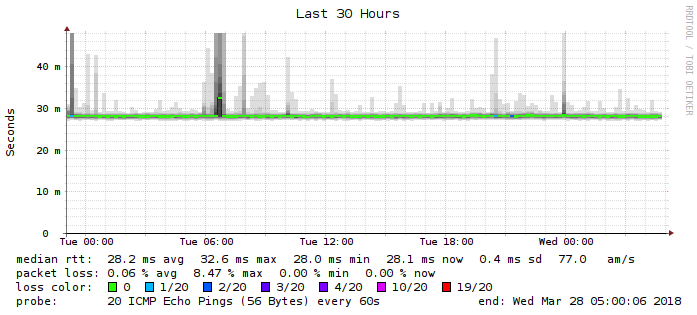 Last 30 Hours
RRDTOOL / TOBI OETIKER
Seconds
40 m
30 m
20 m
10 m
0
Tue 00:00 Tue 06:00 Tue 12:00 Tue 18:00 Wed 00:00
median rtt: 28.2 ms avg 32.6 ms max 28.0 ms min 28.1 ms now 0.4 ms sd 77.0 am/s
packet loss: 0.06 % avg 8.47 % max 0.00 % min 0.00 % now
loss color: 0 1/20 2/20 3/20 4/20 10/20 19/20
probe: 20 ICMP Echo Pings (56 Bytes) every 60s end: Wed Mar 28 05:00:06 2018